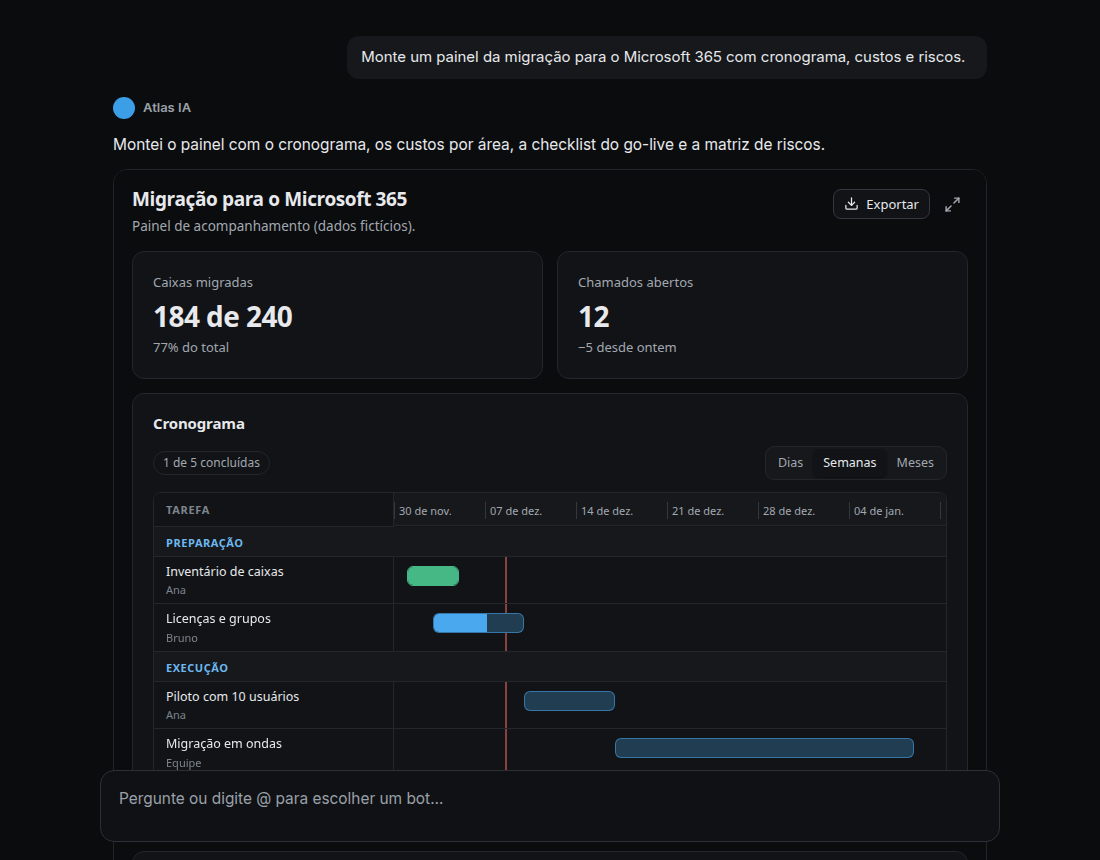 Monte um painel da migração para o Microsoft 365 com cronograma, custos e riscos.
Atlas IA
Montei o painel com o cronograma, os custos por área, a checklist do go-live e a matriz de riscos.
Migração para o Microsoft 365
Painel de acompanhamento (dados fictícios).
Exportar
Caixas migradas
184 de 240
77% do total
Chamados abertos
12
−5 desde ontem
Cronograma
1 de 5 concluídas
Dias Semanas Meses
TAREFA
30 de nov. 07 de dez. 14 de dez. 21 de dez. 28 de dez. 04 de jan.
PREPARAÇÃO
Inventário de caixas
Ana
Licenças e grupos
Bruno
EXECUÇÃO
Piloto com 10 usuários
Ana
Migração em ondas
Equipe
Pergunte ou digite @ para escolher um bot...